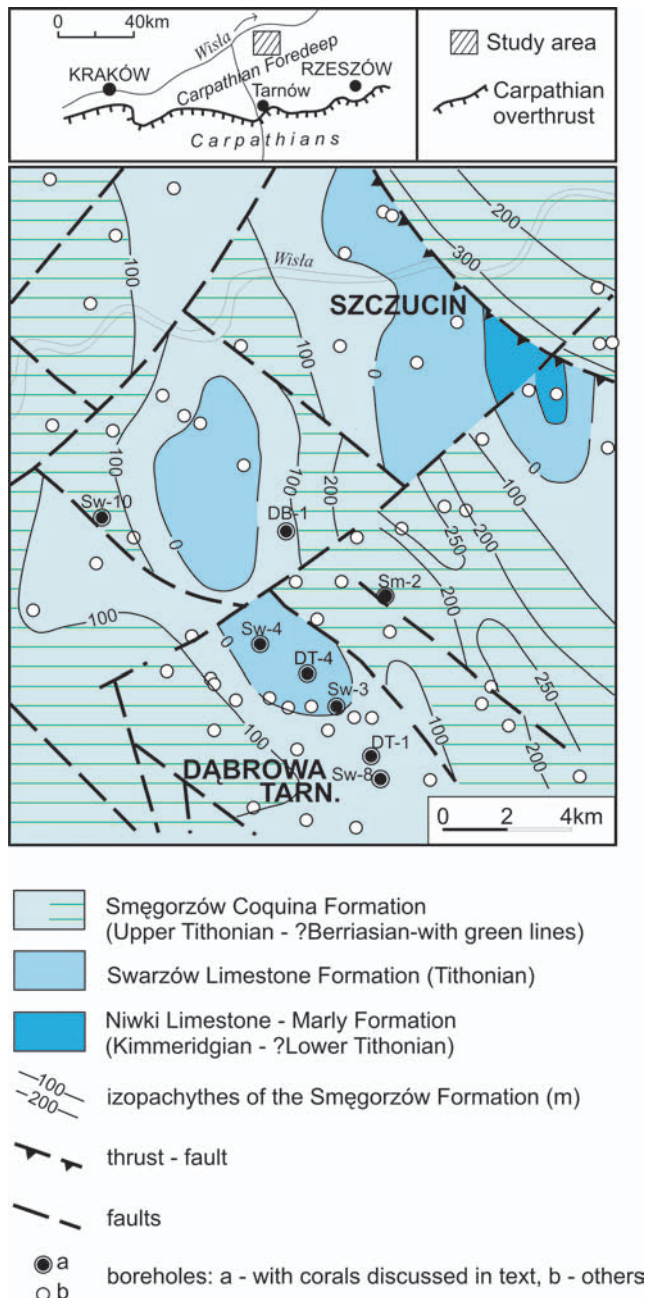 0 40km
Wisła
Carpathian Foredeep
KRAKÓW
RZESZÓW
Tarnów
Carpathians
Study area
Carpathian
overthrust
200
300
100
Wisła
SZCZUCIN
100
0
0
100
200
100
200
250
Sw-10
DB-1
0
Sm-2
200
100
0
Sw-4
DT-4
Sw-3
250
100
100
DT-1
200
DĄBROWA
TARN.
Sw-8
0 2 4km
Smęgorzów Coquina Formation
(Upper Tithonian - ?Berriasian-with green lines)
Swarzów Limestone Formation (Tithonian)
Niwki Limestone - Marly Formation
(Kimmeridgian - ?Lower Tithonian)
100
200
izopachythes of the Smęgorzów Formation (m)
thrust - fault
faults
a
b
boreholes: a - with corals discussed in text, b - others